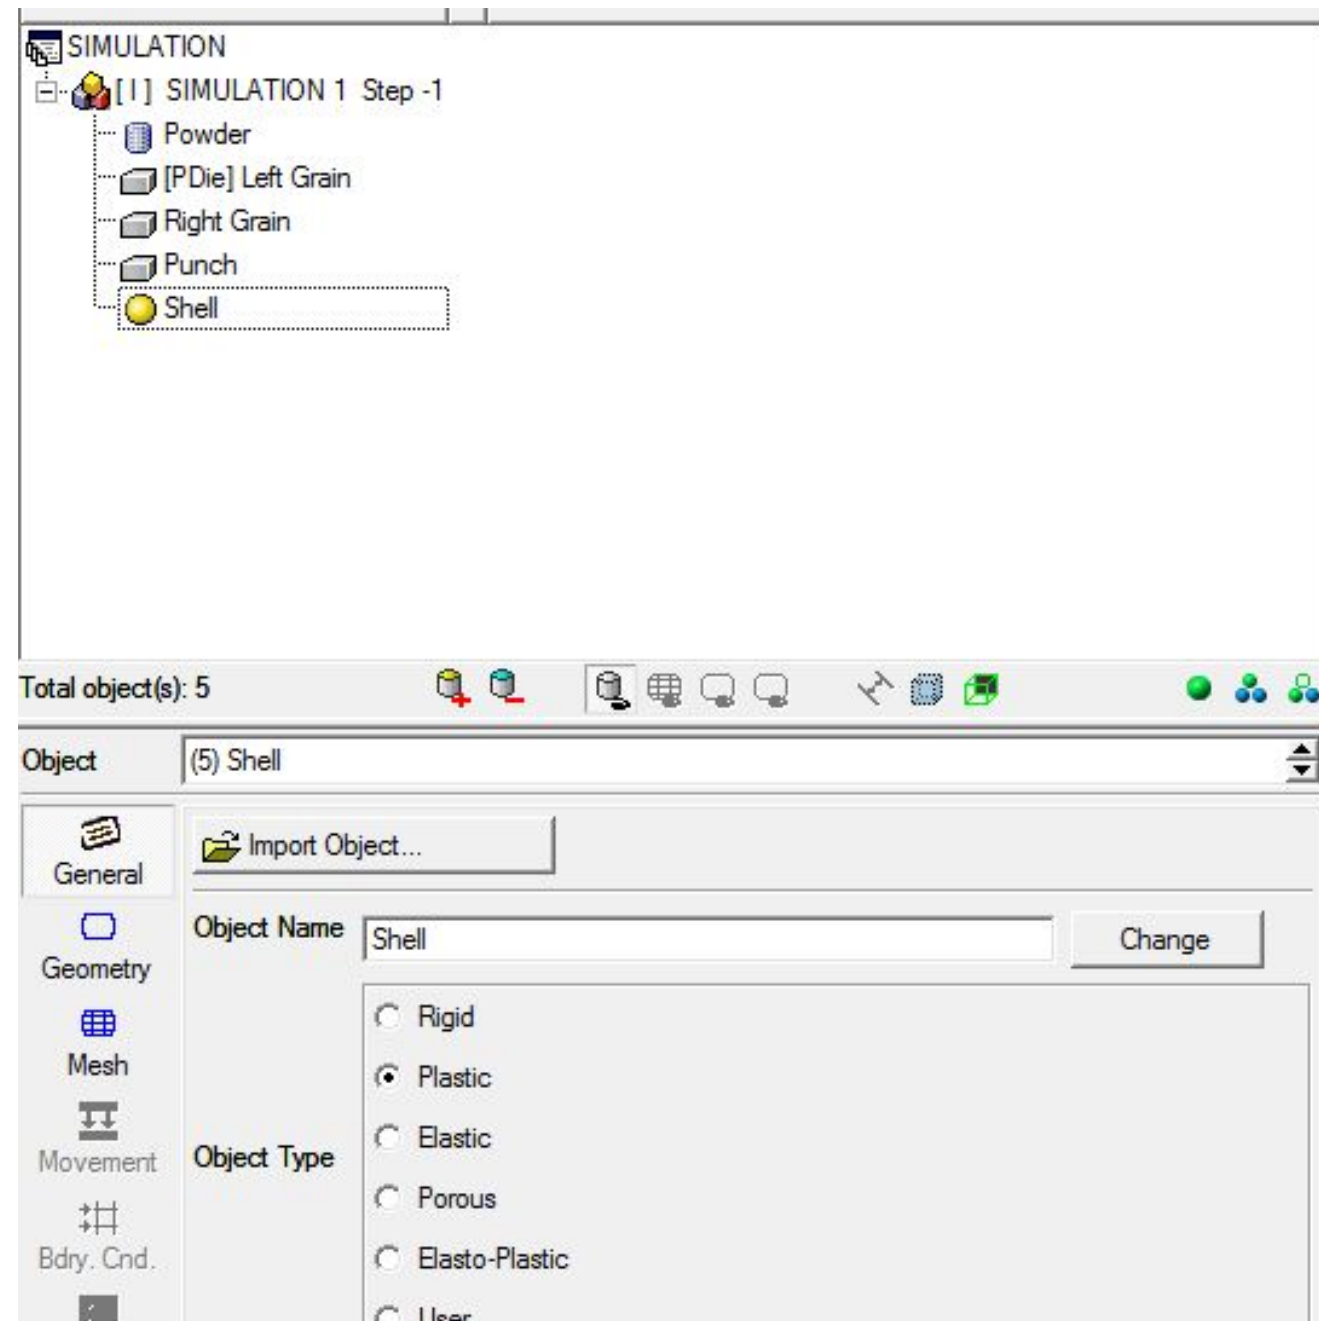 SIMULATION
[ I ] SIMULATION 1 Step -1
Powder
[PDie] Left Grain
Right Grain
Punch
Shell
Total object(s): 5
Object (5) Shell
General
Import Object...
Object Name Shell Change
Geometry
Mesh
Movement
Bdry. Cnd.
Object Type
Rigid
Plastic
Elastic
Porous
Elasto-Plastic
User